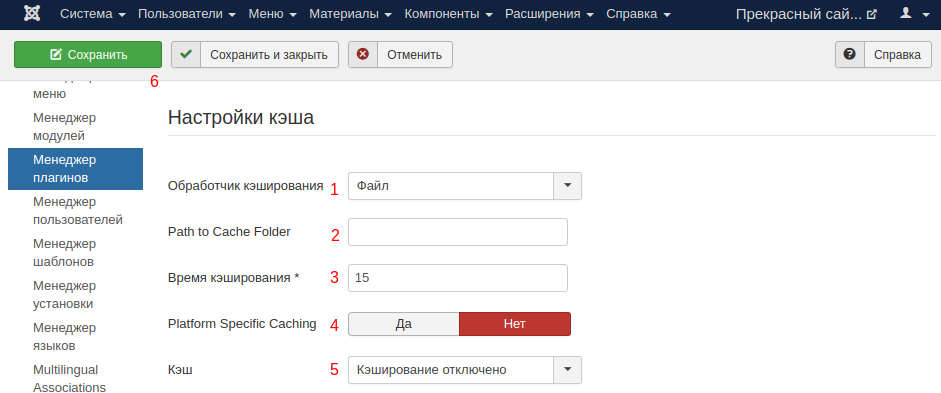 Система Пользователи Меню Материалы Компоненты Расширения Справка Прекрасный сай...
Сохранить Сохранить и закрыть Отменить Справка
6
меню
Менеджер
модулей
Менеджер
плагинов
Менеджер
пользователей
Менеджер
шаблонов
Менеджер
установки
Менеджер
языков
Multilingual
Associations
Настройки кэша
Обработчик кэширования 1 Файл
Path to Cache Folder 2
Время кэширования * 3 15
Platform Specific Caching 4 Да Нет
Кэш 5 Кэширование отключено